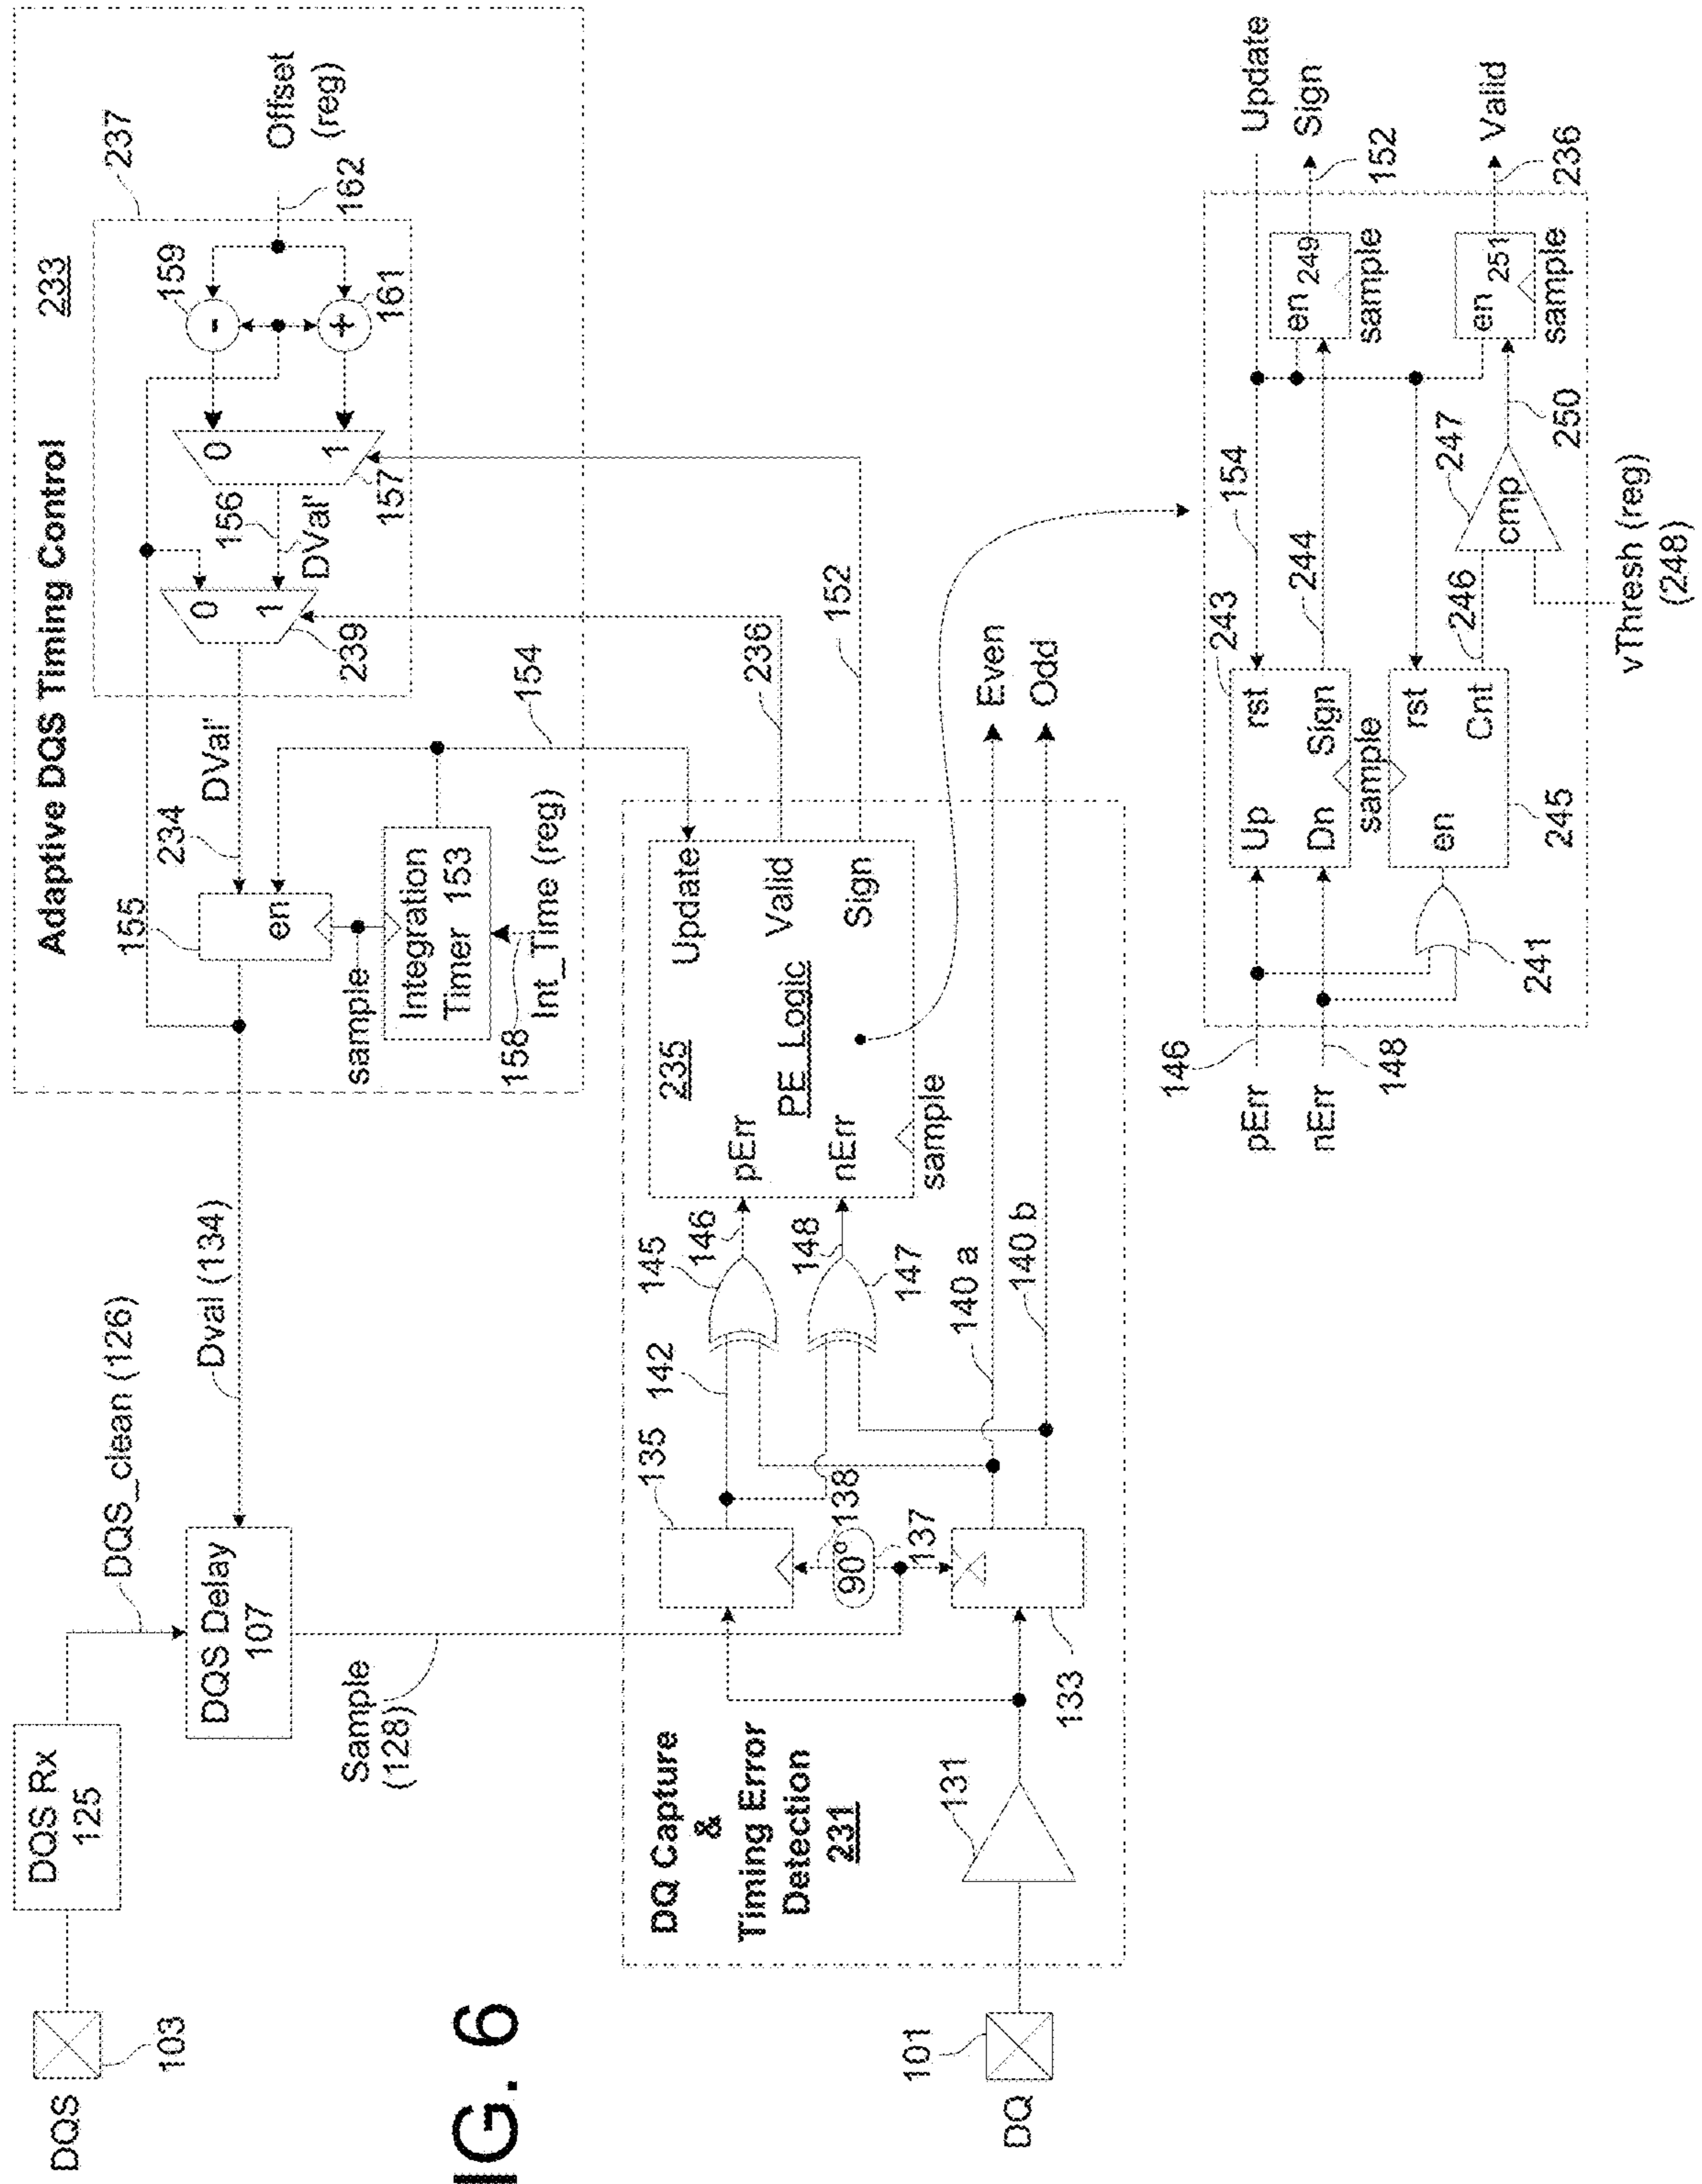 FIG. 6
DQS
103
DQS Rx
125
DQS_clean (126)
DQS Delay
107
Dval (134)
Sample
(128)
Adaptive DQS Timing Control
233
155
234
DVal'
en
sample
Integration
Timer 153
158
Int_Time (reg)
154
239
0
1
156
DVal'
157
0
1
159
-
+
161
162
237
Offset
(reg)
DQ
101
DQ Capture
&
Timing Error
Detection
231
131
133
135
138
90°
137
142
145
146
147
148
140 a
140 b
235
PE Logic
pErr
nErr
sample
Update
Valid
Sign
236
152
Even
Odd
pErr
146
nErr
148
241
243
Up
rst
Dn
Sign
sample
en
rst
Cnt
245
154
244
246
247
cmp
250
vThresh (reg)
(248)
en
249
sample
en
251
sample
Update
Sign
152
Valid
236